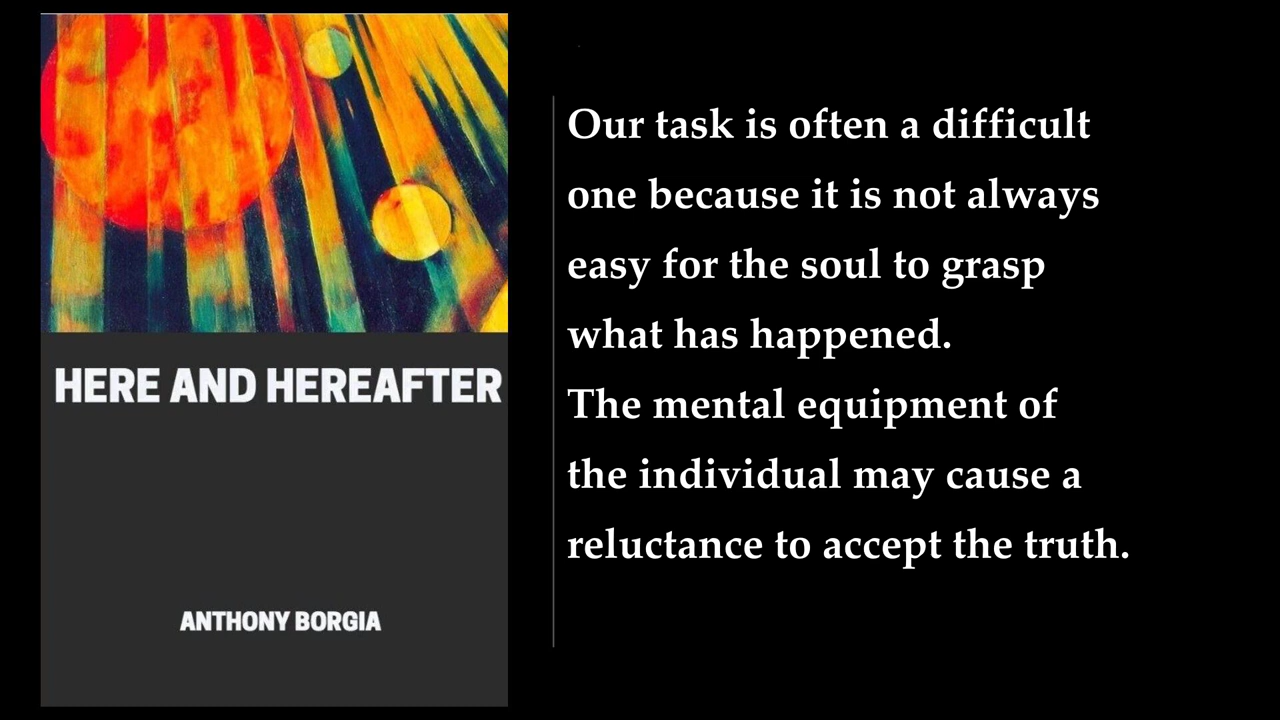 HERE AND HEREAFTER
ANTHONY BORGIA
Our task is often a difficult
one because it is not always
easy for the soul to grasp
what has happened.
The mental equipment of
the individual may cause a
reluctance to accept the truth.